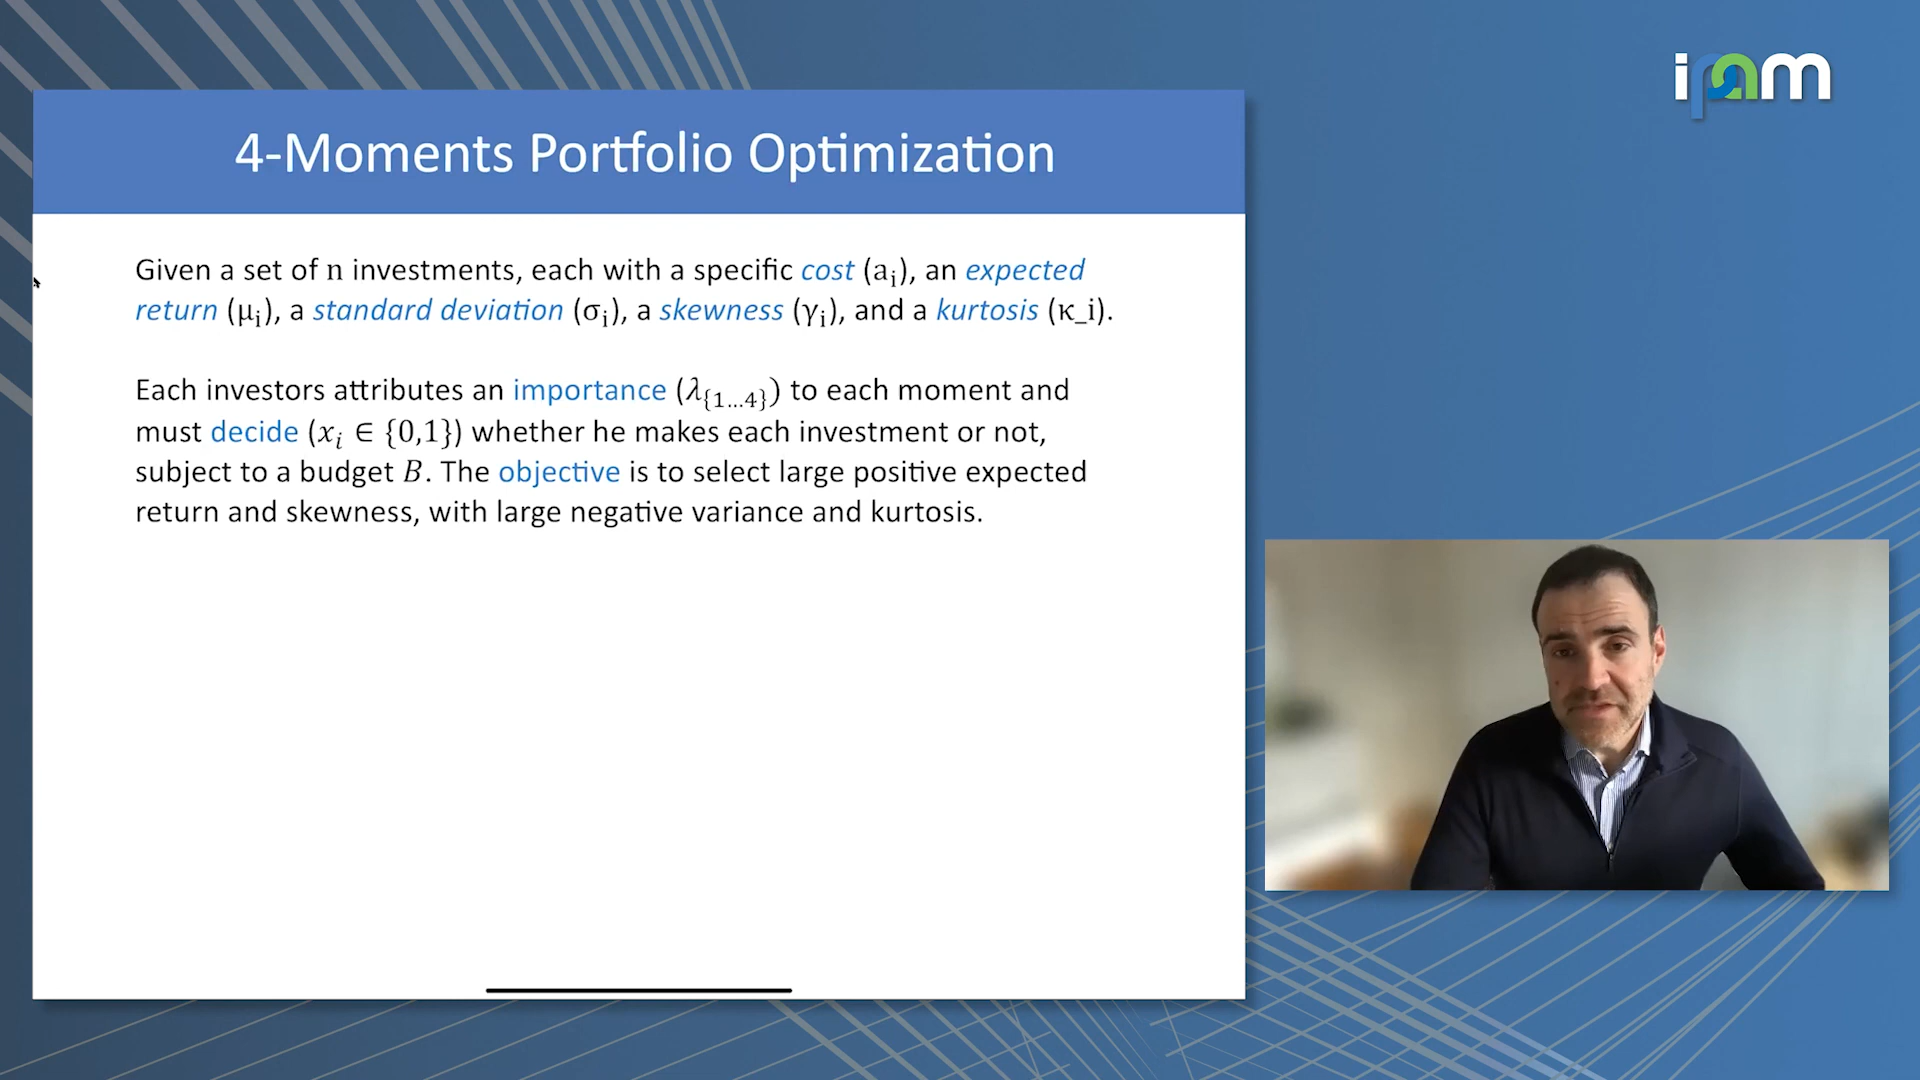 ipam
4-Moments Portfolio Optimization
Given a set of n investments, each with a specific cost (aᵢ), an expected
return (μᵢ), a standard deviation (σᵢ), a skewness (γᵢ), and a kurtosis (κ_i).
Each investors attributes an importance (λ_{1…4}) to each moment and
must decide (xᵢ ∈ {0,1}) whether he makes each investment or not,
subject to a budget B. The objective is to select large positive expected
return and skewness, with large negative variance and kurtosis.